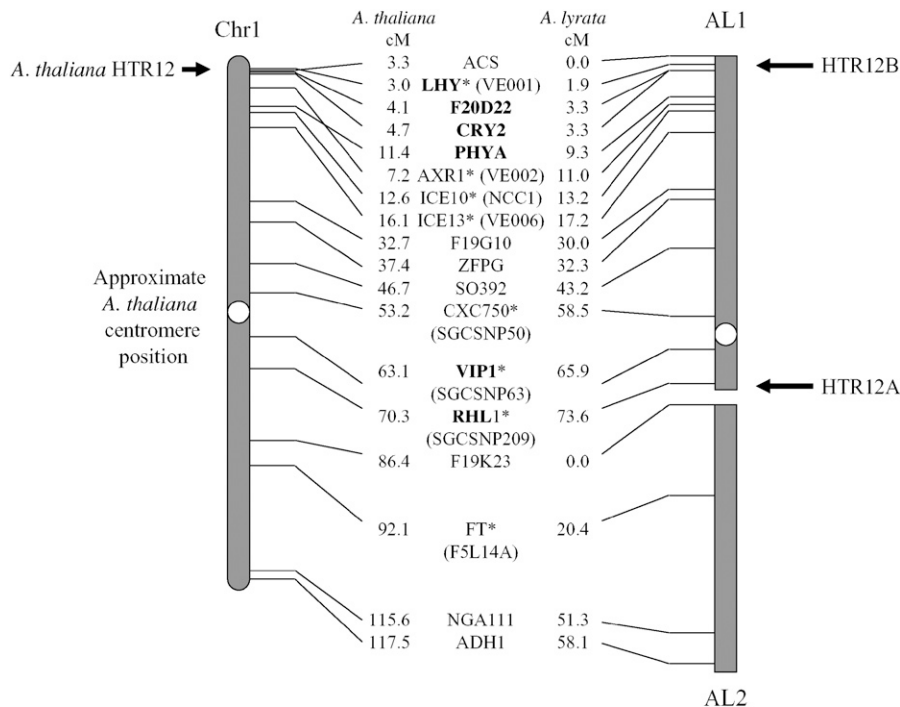 Chr1
A. thaliana
cM
A. lyrata
cM
AL1
A. thaliana HTR12
HTR12B
3.3 ACS 0.0
3.0 LHY* (VE001) 1.9
4.1 F20D22 3.3
4.7 CRY2 3.3
11.4 PHYA 9.3
7.2 AXR1* (VE002) 11.0
12.6 ICE10* (NCC1) 13.2
16.1 ICE13* (VE006) 17.2
32.7 F19G10 30.0
37.4 ZFPG 32.3
46.7 SO392 43.2
53.2 CXC750* 58.5
(SGCSNP50)
Approximate
A. thaliana
centromere
position
63.1 VIP1* 65.9
(SGCSNP63)
HTR12A
70.3 RHL1* 73.6
(SGCSNP209)
86.4 F19K23 0.0
92.1 FT* 20.4
(F5L14A)
115.6 NGA111 51.3
117.5 ADH1 58.1
AL2